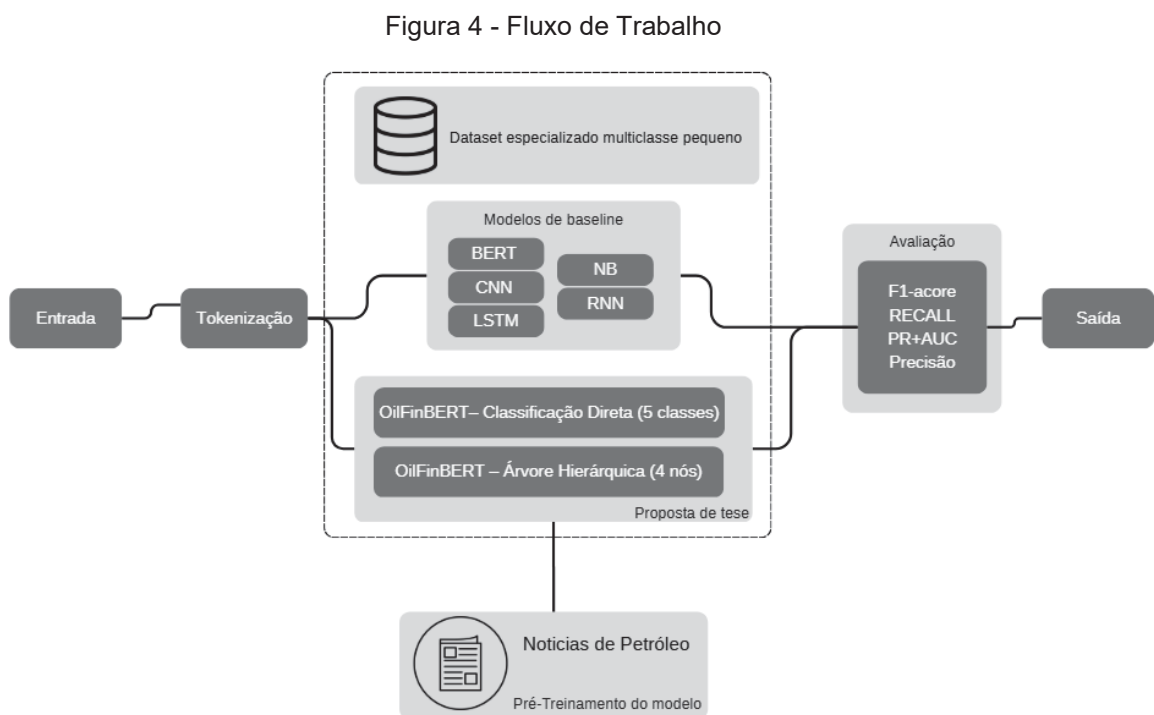 Figura 4 - Fluxo de Trabalho
Dataset especializado multiclasse pequeno
Modelos de baseline
BERT
CNN
LSTM
NB
RNN
Entrada
Tokenização
OilFinBERT– Classificação Direta (5 classes)
OilFinBERT – Árvore Hierárquica (4 nós)
Proposta de tese
Avaliação
F1-acore
RECALL
PR+AUC
Precisão
Saída
Noticias de Petróleo
Pré-Treinamento do modelo